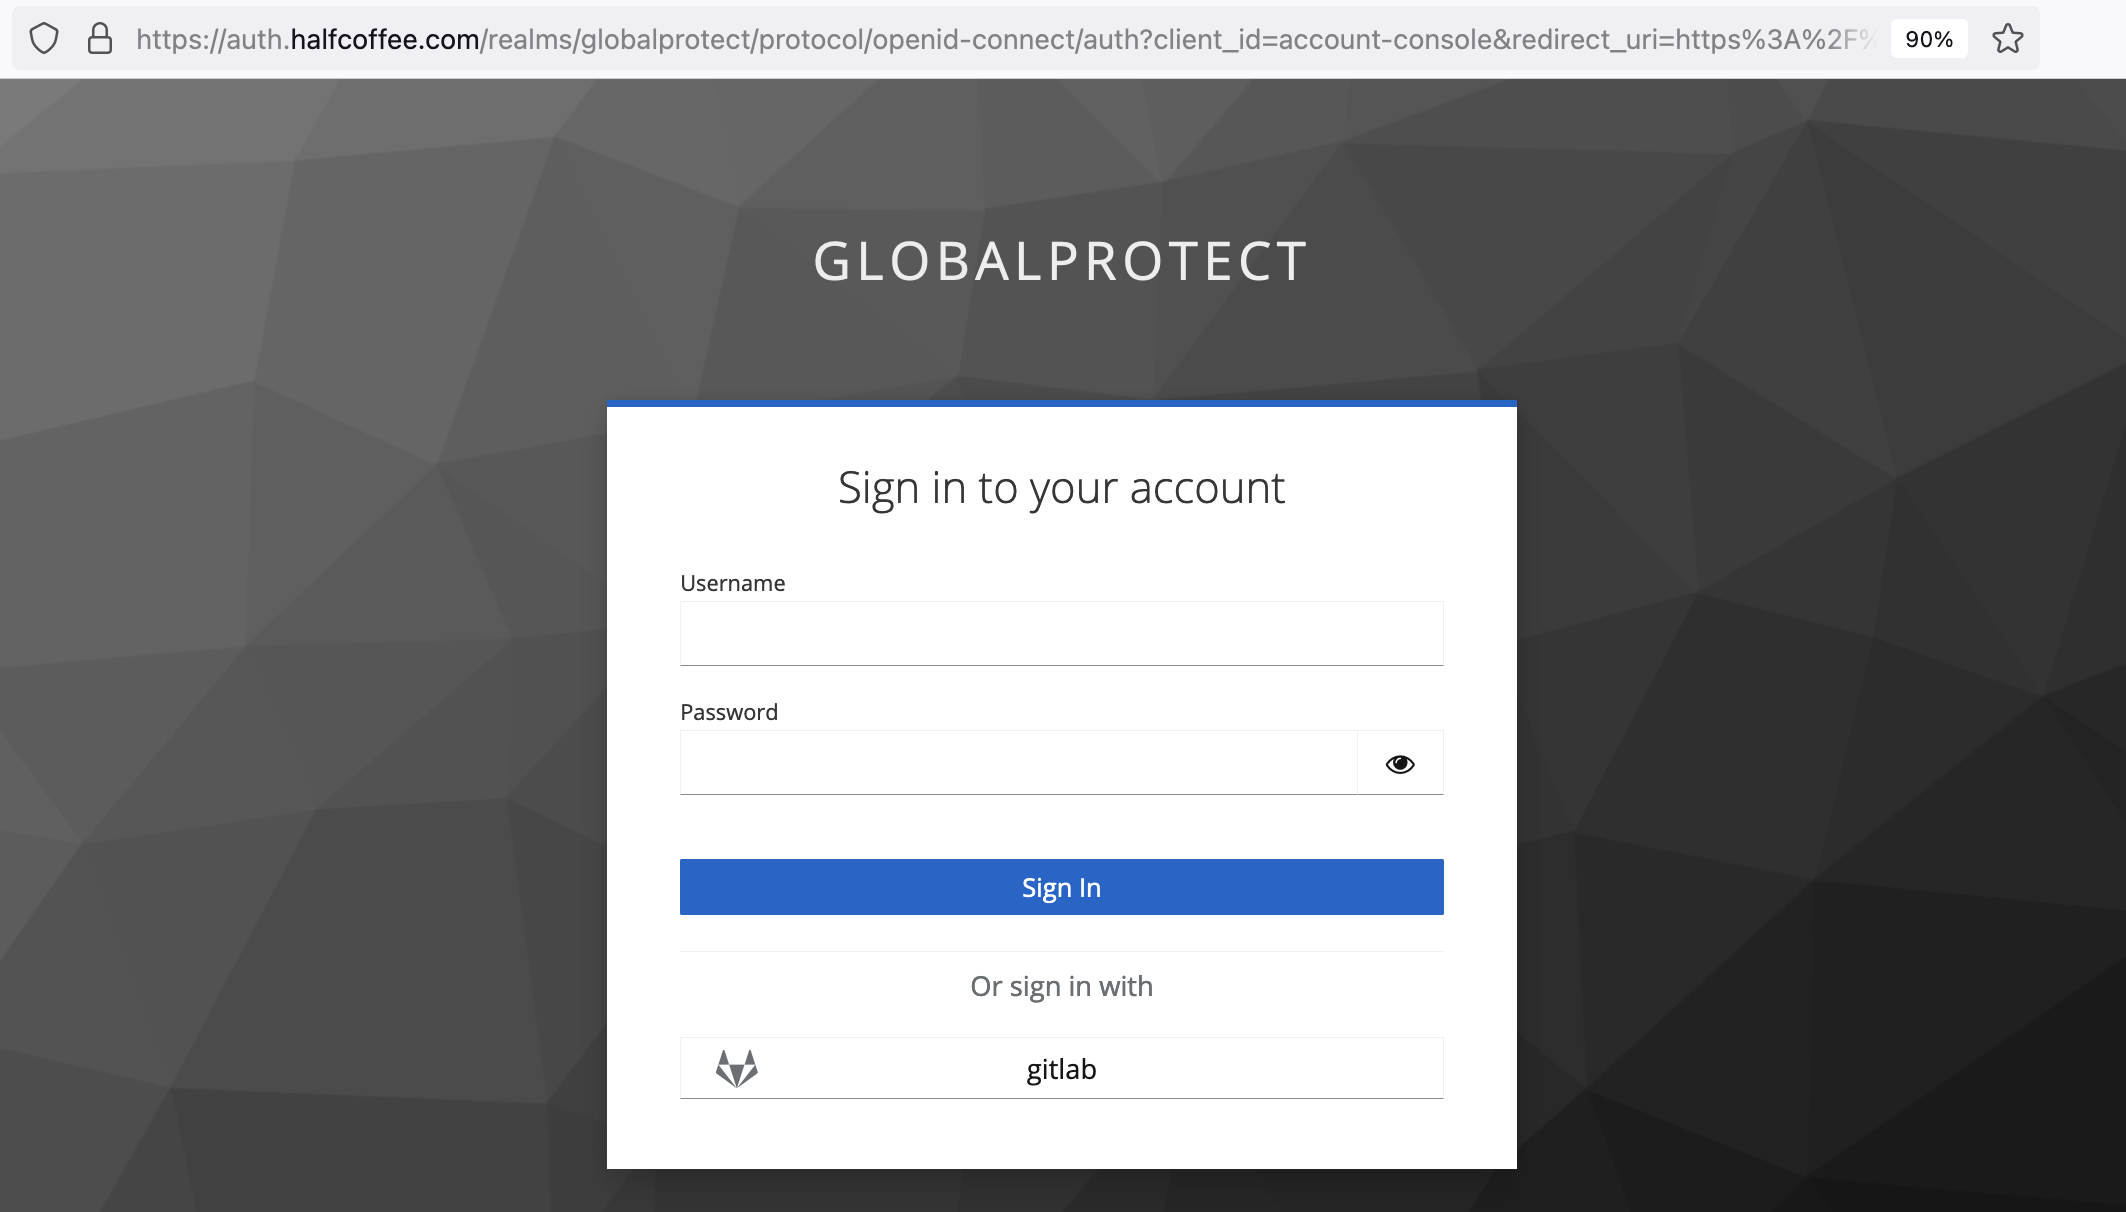 https://auth.halfcoffee.com/realms/globalprotect/protocol/openid-connect/auth?client_id=account-console&redirect_uri=https%3A%2F%
90%
GLOBALPROTECT
Sign in to your account
Username
Password
Sign In
Or sign in with
gitlab